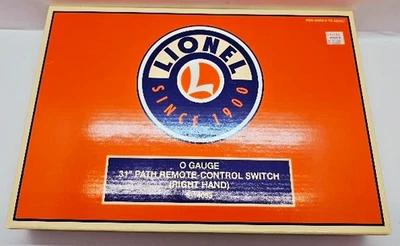 LIONEL
L
SINCE 1900
O GAUGE
31" PATH REMOTE-CONTROL SWITCH
(RIGHT HAND)